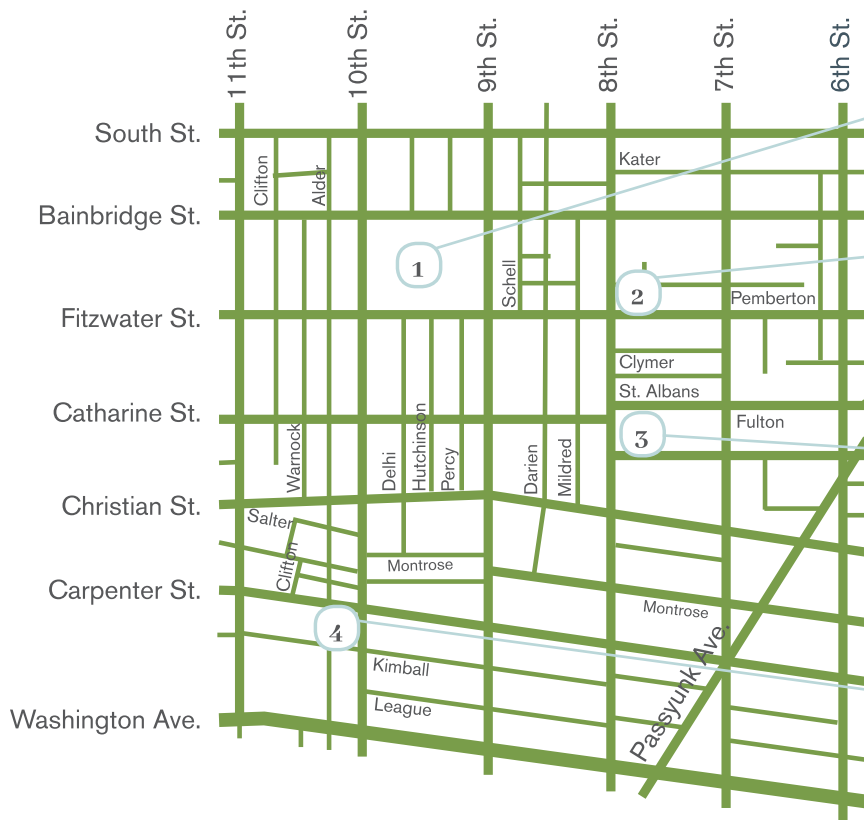 11th St.
10th St.
9th St.
8th St.
7th St.
6th St.
South St.
Kater
Clifton
Alder
Bainbridge St.
1
Schell
2
Pemberton
Fitzwater St.
Clymer
St. Albans
Catharine St.
Fulton
3
Warnock
Delhi
Hutchinson
Percy
Darien
Mildred
Christian St.
Salter
Clifton
Montrose
Carpenter St.
Montrose
4
Passyunk Ave.
Kimball
League
Washington Ave.